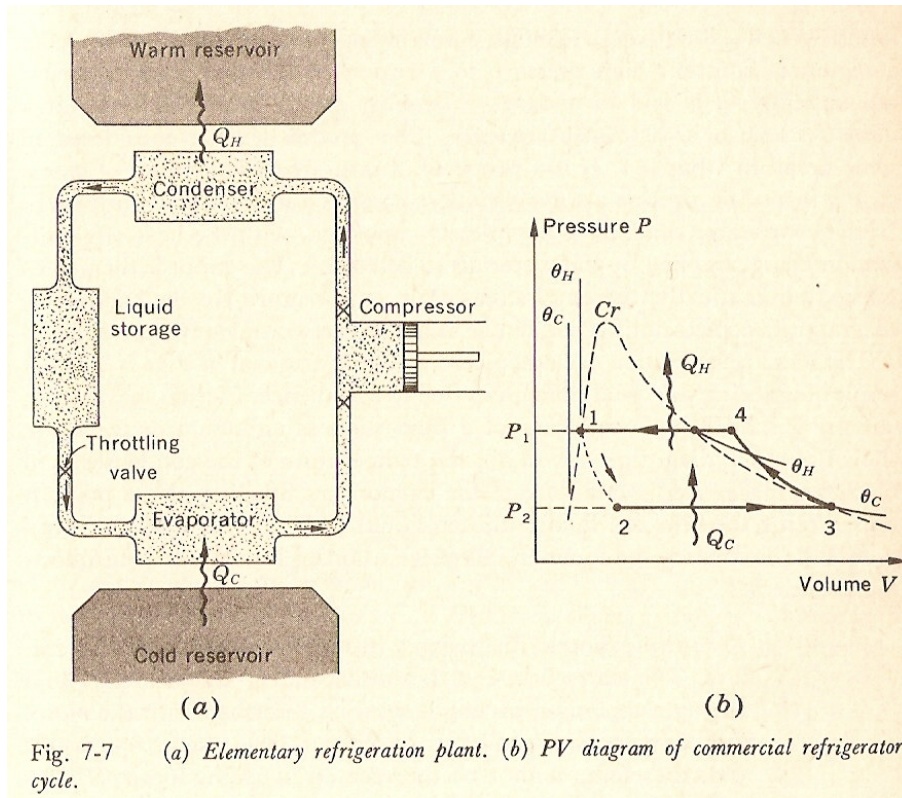 Warm reservoir
Q_H
Condenser
Liquid
storage
Compressor
Throttling
valve
Evaporator
Q_C
Cold reservoir
(a)
Pressure P
θ_H
θ_C
Cr
Q_H
P_1
1
4
θ_H
θ_C
P_2
2
3
Q_C
Volume V
(b)
Fig. 7-7 (a) Elementary refrigeration plant. (b) PV diagram of commercial refrigerator
cycle.